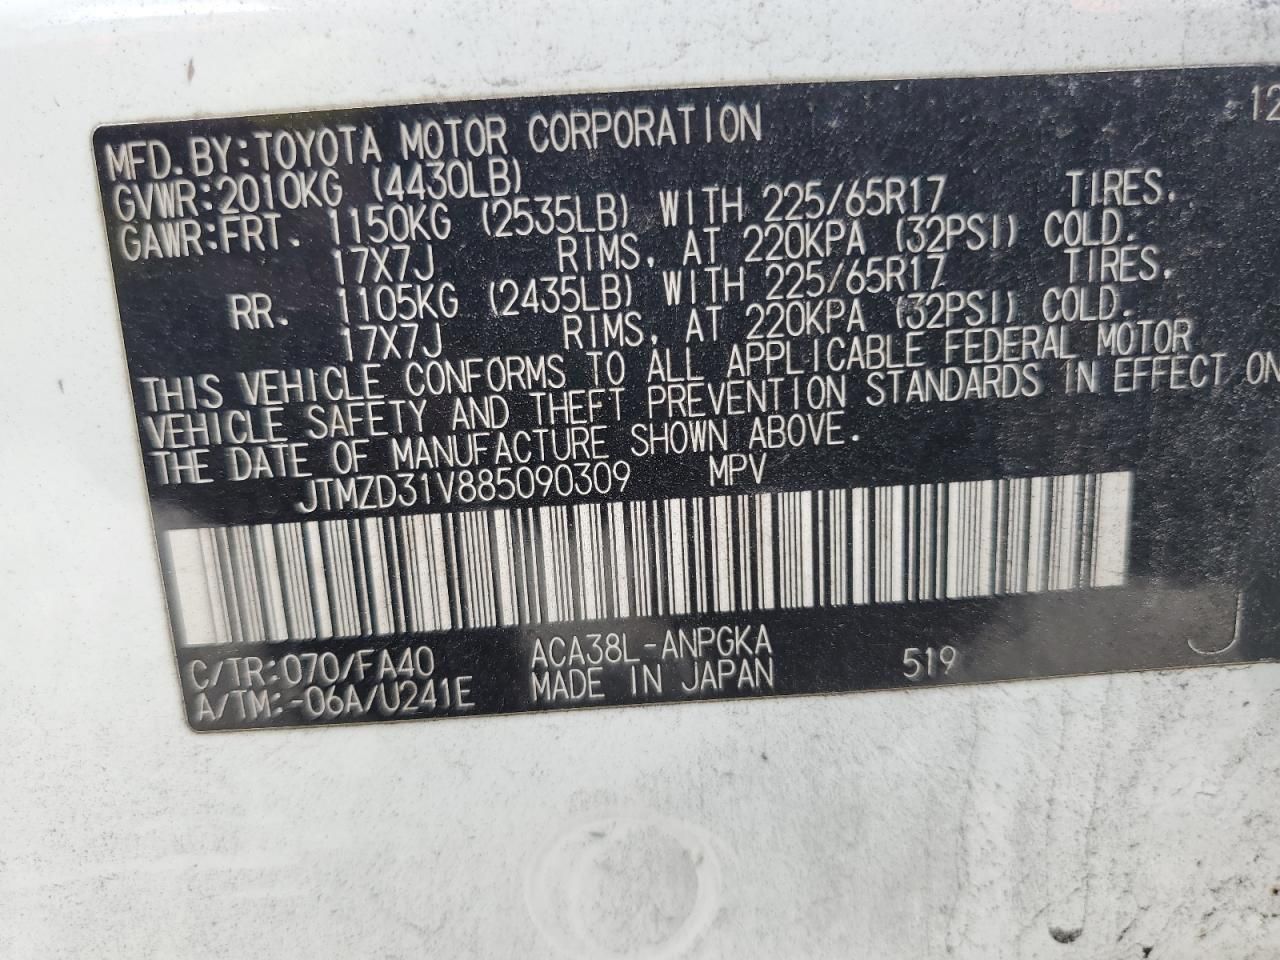 12
MFD.BY:TOYOTA MOTOR CORPORATION
GVWR:2010KG (4430LB)
GAWR:FRT. 1150KG (2535LB) WITH 225/65R17 TIRES.
17X7J RIMS, AT 220KPA (32PSI) COLD.
RR. 1105KG (2435LB) WITH 225/65R17 TIRES.
17X7J RIMS, AT 220KPA (32PSI) COLD.
THIS VEHICLE CONFORMS TO ALL APPLICABLE FEDERAL MOTOR
VEHICLE SAFETY AND THEFT PREVENTION STANDARDS IN EFFECT ON
THE DATE OF MANUFACTURE SHOWN ABOVE.
JTMZD31V885090309 MPV
C/TR:070/FA40 ACA38L-ANPGKA 519 J
A/TM:-06A/U241E MADE IN JAPAN